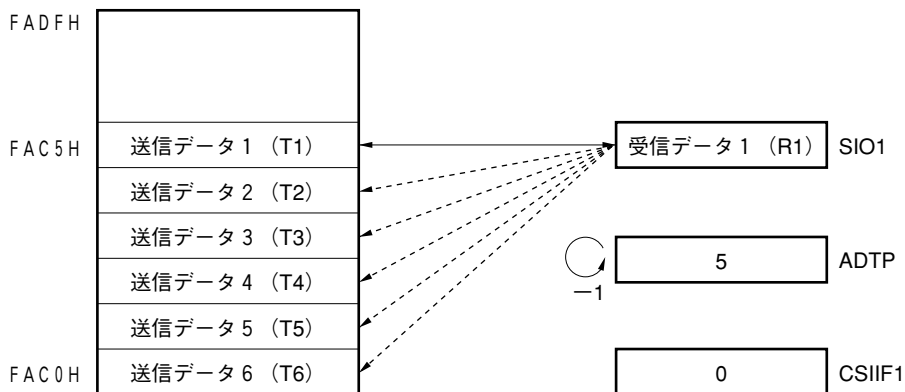 FADFH
FAC5H 送信データ1（T1） 受信データ1（R1） SIO1
送信データ2（T2）
送信データ3（T3） 5 ADTP
送信データ4（T4） －1
送信データ5（T5）
FAC0H 送信データ6（T6） 0 CSIIF1